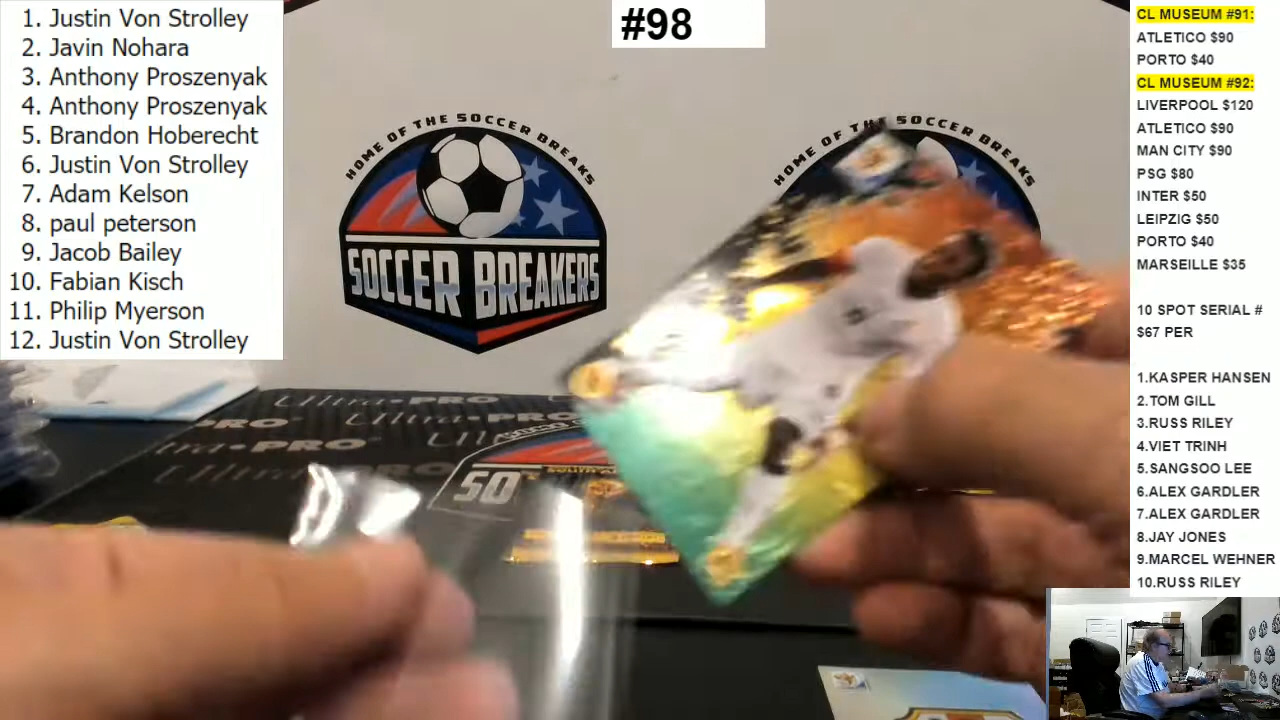 1. Justin Von Strolley
2. Javin Nohara
3. Anthony Proszenyak
4. Anthony Proszenyak
5. Brandon Hoberecht
6. Justin Von Strolley
7. Adam Kelson
8. paul peterson
9. Jacob Bailey
10. Fabian Kisch
11. Philip Myerson
12. Justin Von Strolley
#98
HOME OF THE SOCCER BREAKS
SOCCER BREAKERS
HOME OF THE SOCCER BREAKS
Ultra•PRO
PRO
Ultra PRO
50
CL MUSEUM #91:
ATLETICO $90
PORTO $40
CL MUSEUM #92:
LIVERPOOL $120
ATLETICO $90
MAN CITY $90
PSG $80
INTER $50
LEIPZIG $50
PORTO $40
MARSEILLE $35
10 SPOT SERIAL #
$67 PER
1.KASPER HANSEN
2.TOM GILL
3.RUSS RILEY
4.VIET TRINH
5.SANGSOO LEE
6.ALEX GARDLER
7.ALEX GARDLER
8.JAY JONES
9.MARCEL WEHNER
10.RUSS RILEY